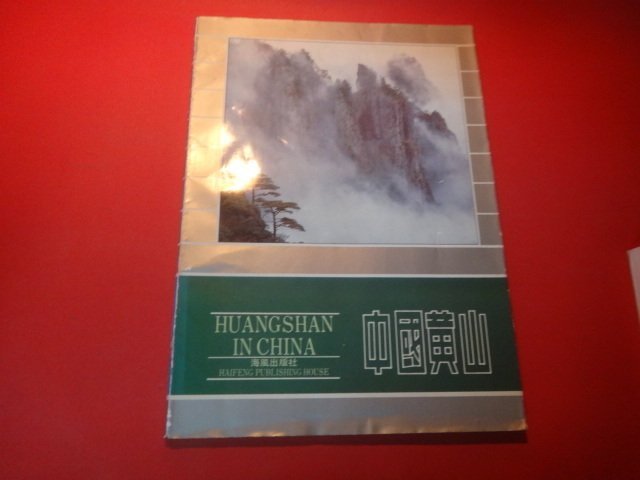 HUANGSHAN
IN CHINA
海風出版社
HAIFENG PUBLISHING HOUSE
中國黄山